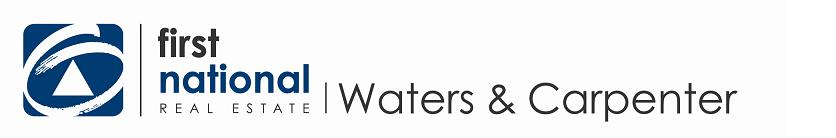 first
national
REAL ESTATE | Waters & Carpenter